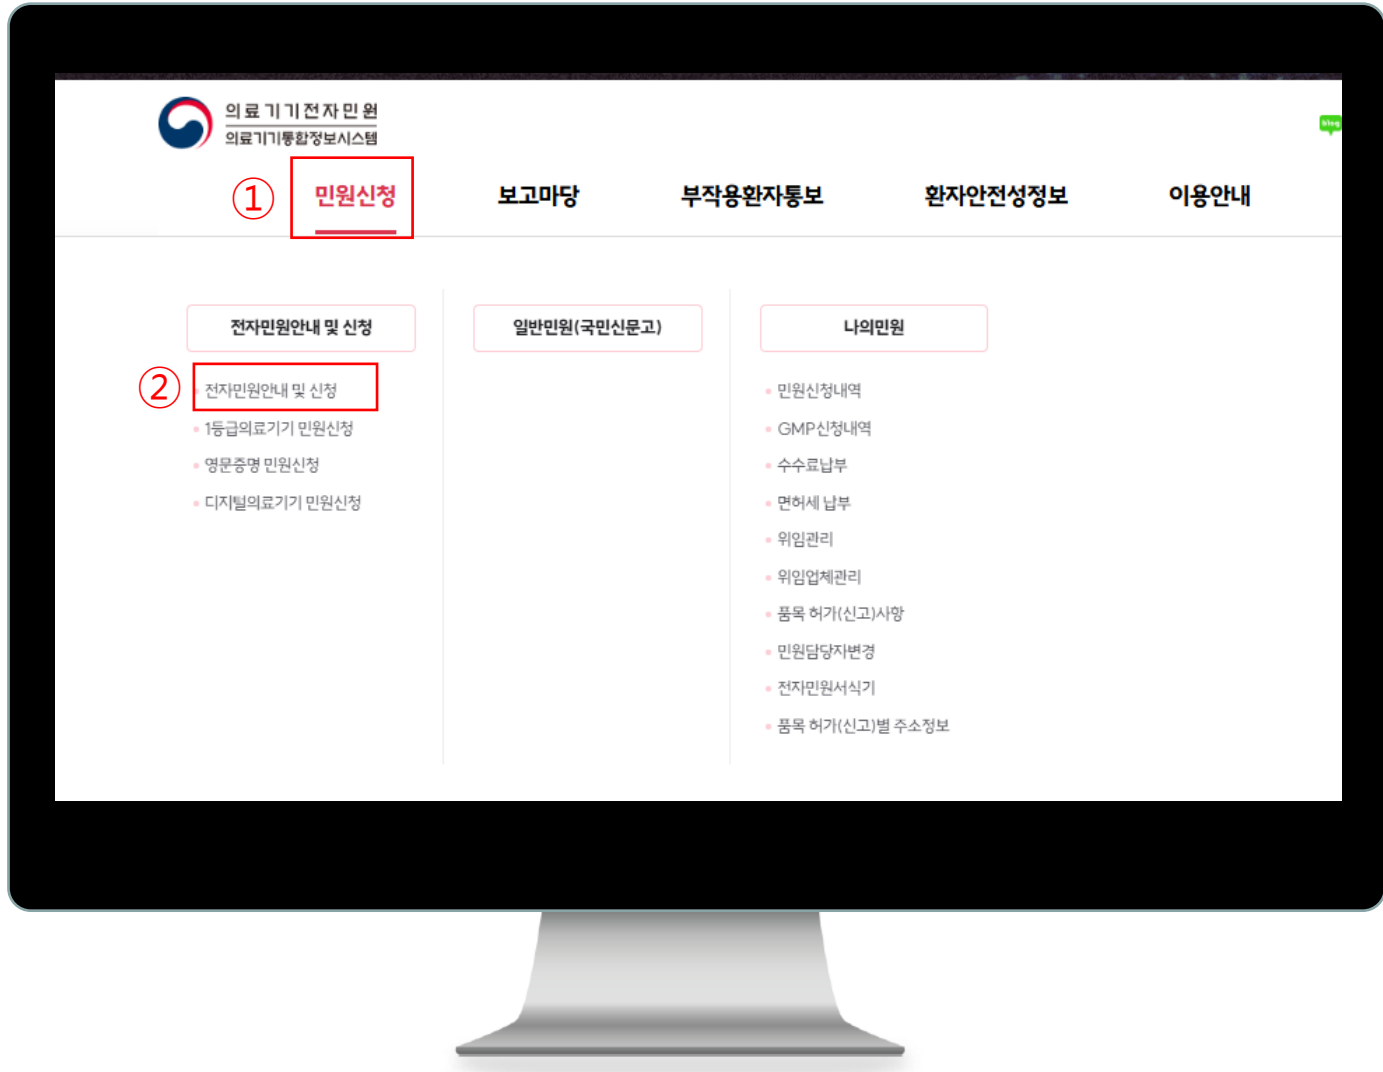 의료기기전자민원
의료기기통합정보시스템
blog
① 민원신청 보고마당 부작용환자통보 환자안전성정보 이용안내
전자민원안내 및 신청
② 전자민원안내 및 신청
1등급의료기기 민원신청
영문증명 민원신청
디지털의료기기 민원신청
일반민원(국민신문고)
나의민원
민원신청내역
GMP신청내역
수수료납부
면허세 납부
위임관리
위임업체관리
품목 허가(신고)사항
민원담당자변경
전자민원서식기
품목 허가(신고)별 주소정보